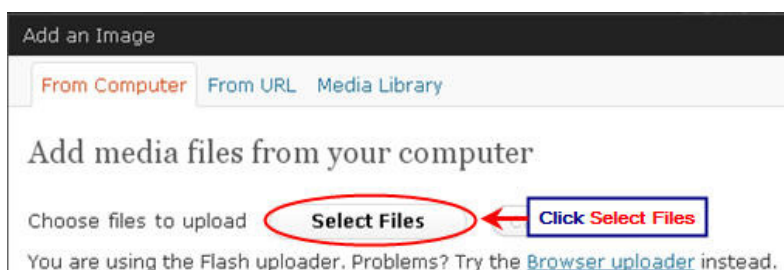 Add an Image
From Computer From URL Media Library
Add media files from your computer
Choose files to upload Select Files Click Select Files
You are using the Flash uploader. Problems? Try the Browser uploader instead.